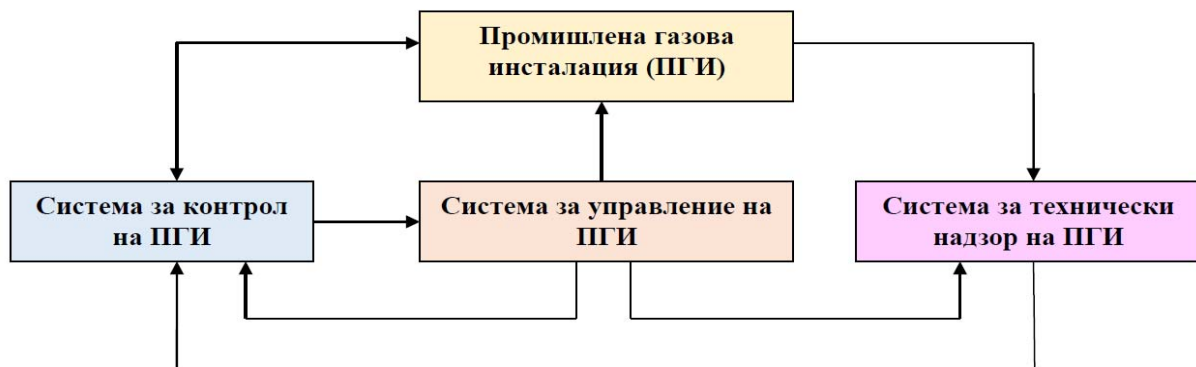 Промишлена газова
инсталация (ПГИ)
Система за контрол
на ПГИ
Система за управление на
ПГИ
Система за технически
надзор на ПГИ